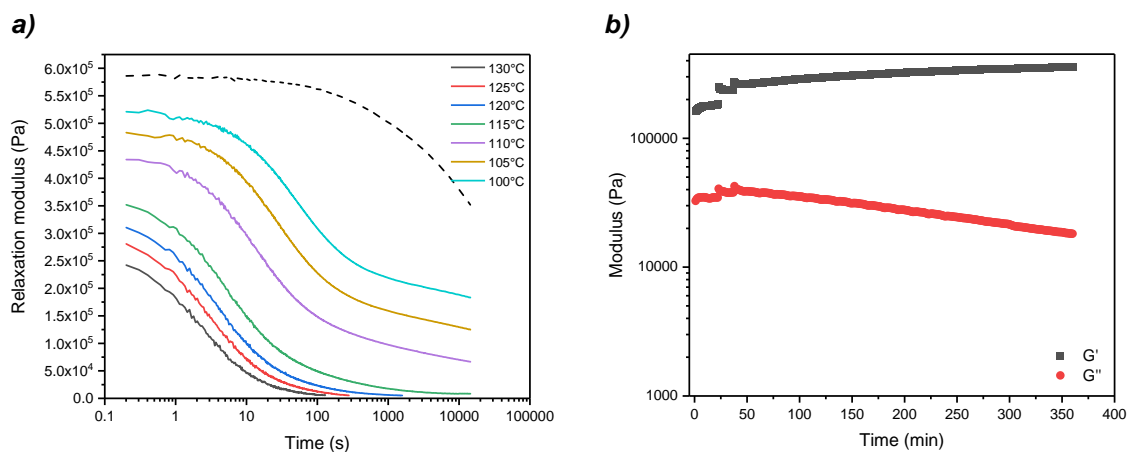 a)
Relaxation modulus (Pa)
6.0x10⁵
5.5x10⁵
5.0x10⁵
4.5x10⁵
4.0x10⁵
3.5x10⁵
3.0x10⁵
2.5x10⁵
2.0x10⁵
1.5x10⁵
1.0x10⁵
5.0x10⁴
0.0
0.1 1 10 100 1000 10000 100000
Time (s)
130°C
125°C
120°C
115°C
110°C
105°C
100°C
b)
Modulus (Pa)
100000
10000
1000
0 50 100 150 200 250 300 350 400
Time (min)
G'
G"